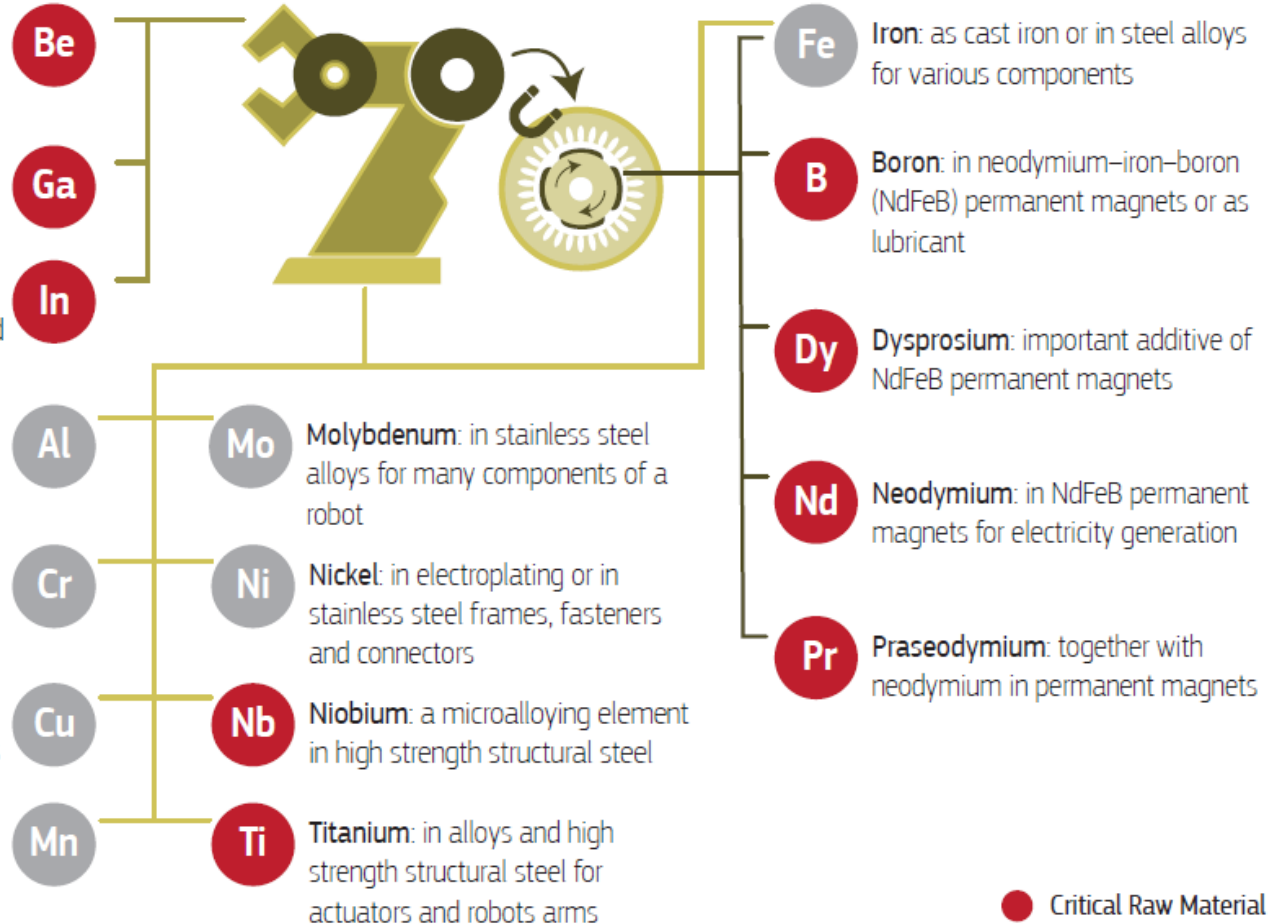 Be
Ga
In
Al
Cr
Cu
Mn
Mo
Molybdenum: in stainless steel
alloys for many components of a
robot
Ni
Nickel: in electroplating or in
stainless steel frames, fasteners
and connectors
Nb
Niobium: a microalloying element
in high strength structural steel
Ti
Titanium: in alloys and high
strength structural steel for
actuators and robots arms
Fe
Iron: as cast iron or in steel alloys
for various components
B
Boron: in neodymium–iron–boron
(NdFeB) permanent magnets or as
lubricant
Dy
Dysprosium: important additive of
NdFeB permanent magnets
Nd
Neodymium: in NdFeB permanent
magnets for electricity generation
Pr
Praseodymium: together with
neodymium in permanent magnets
Critical Raw Material